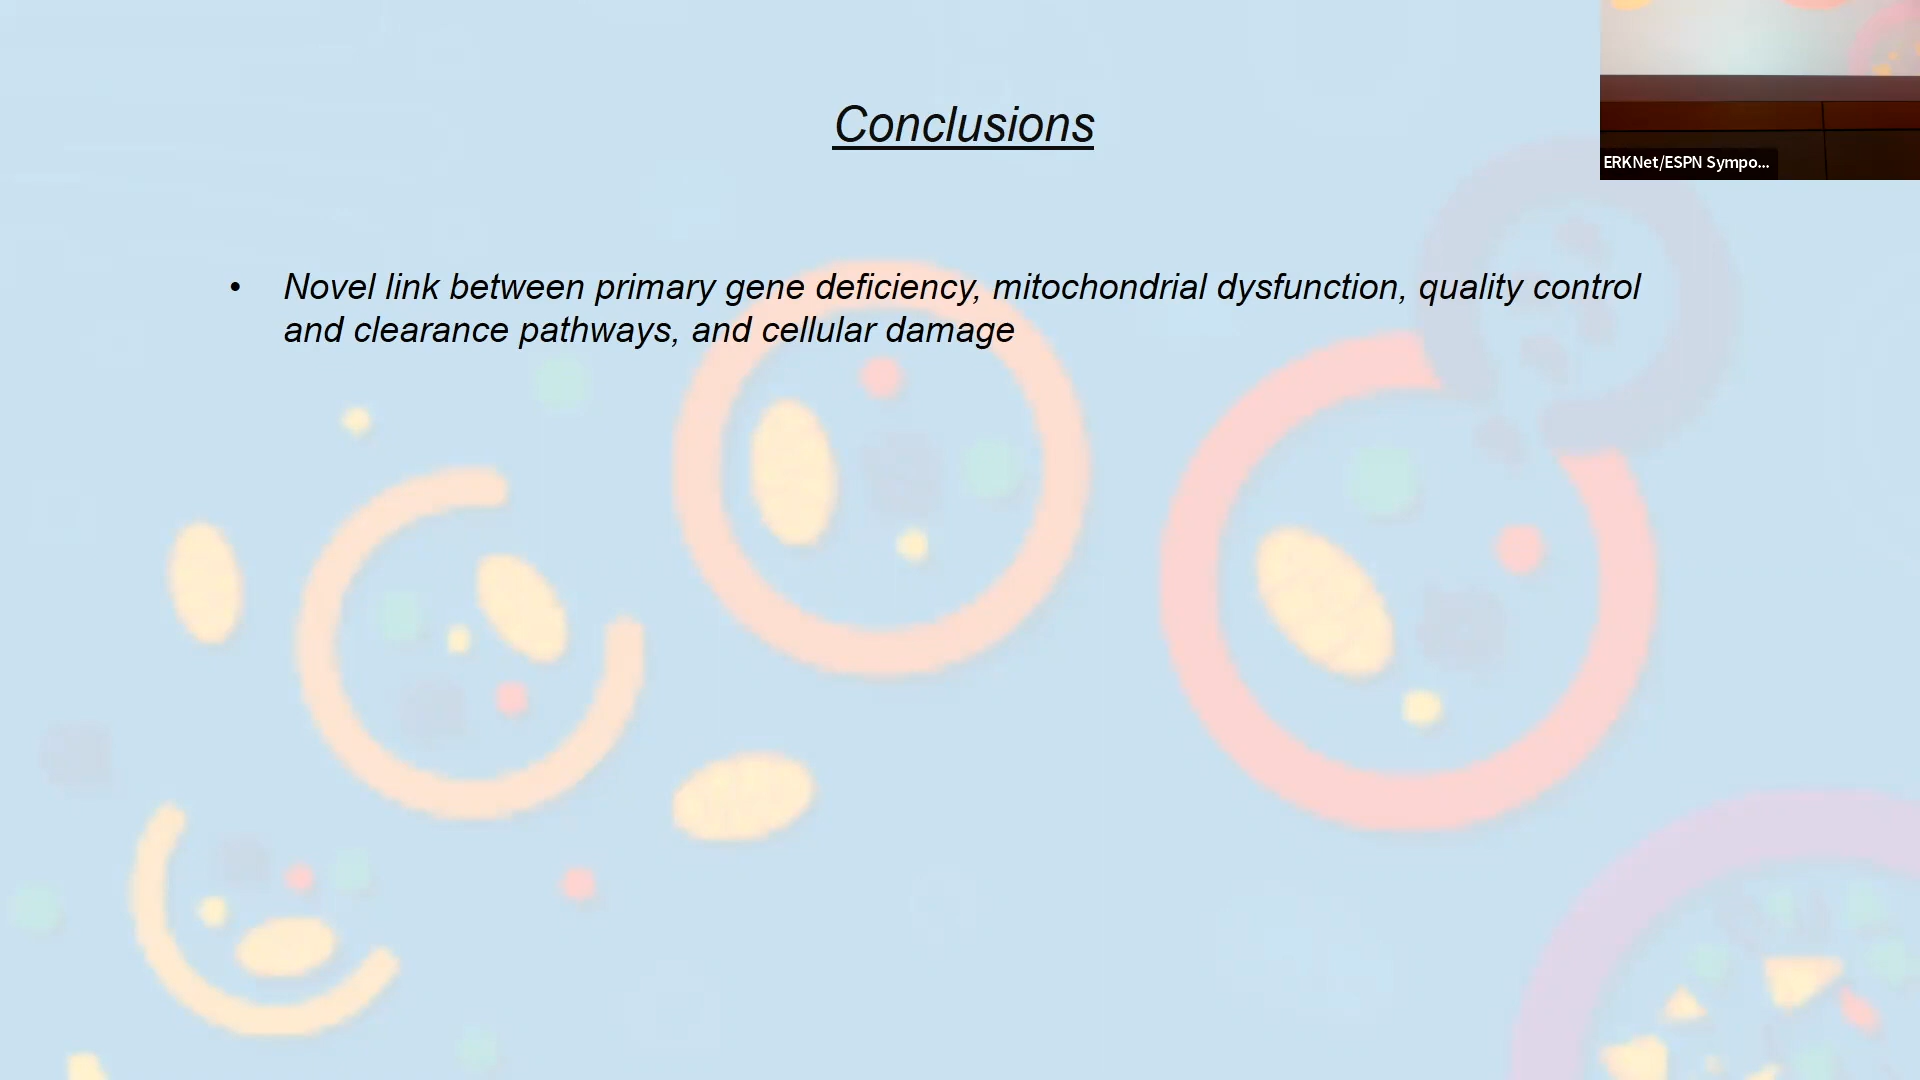 Conclusions
ERKNet/ESPN Sympo...
• Novel link between primary gene deficiency, mitochondrial dysfunction, quality control
and clearance pathways, and cellular damage